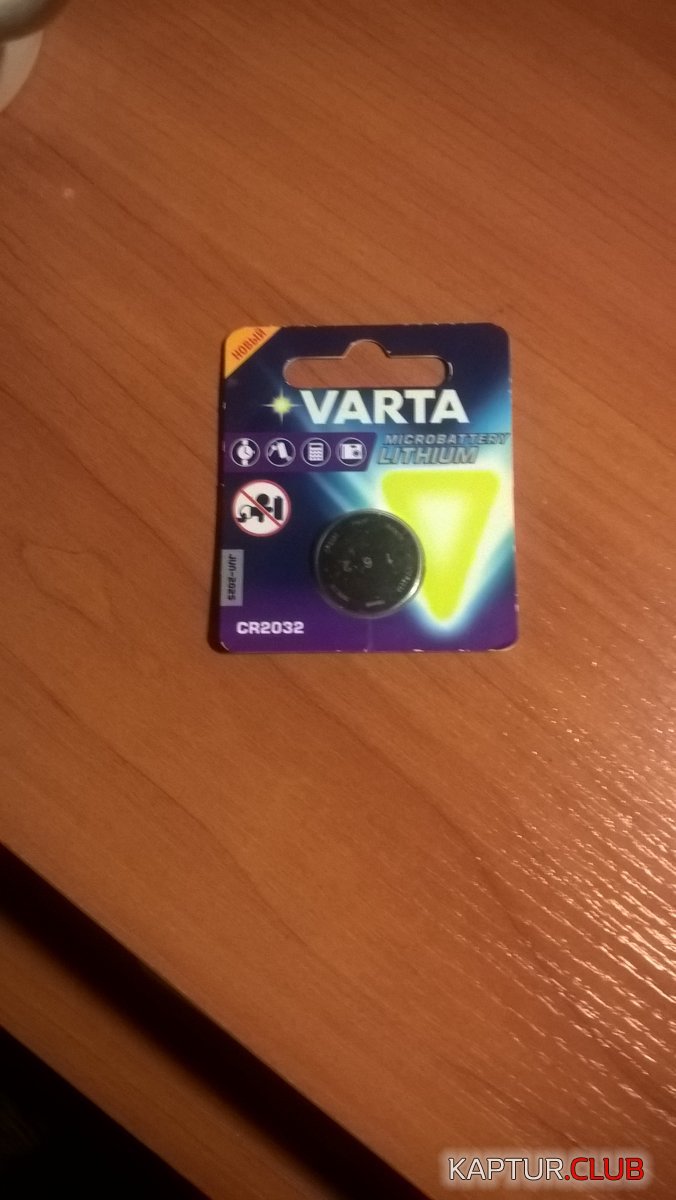 НОВЫЙ
VARTA
MICROBATTERY
LITHIUM
JUN-2025
CR2032
KAPTUR.CLUB